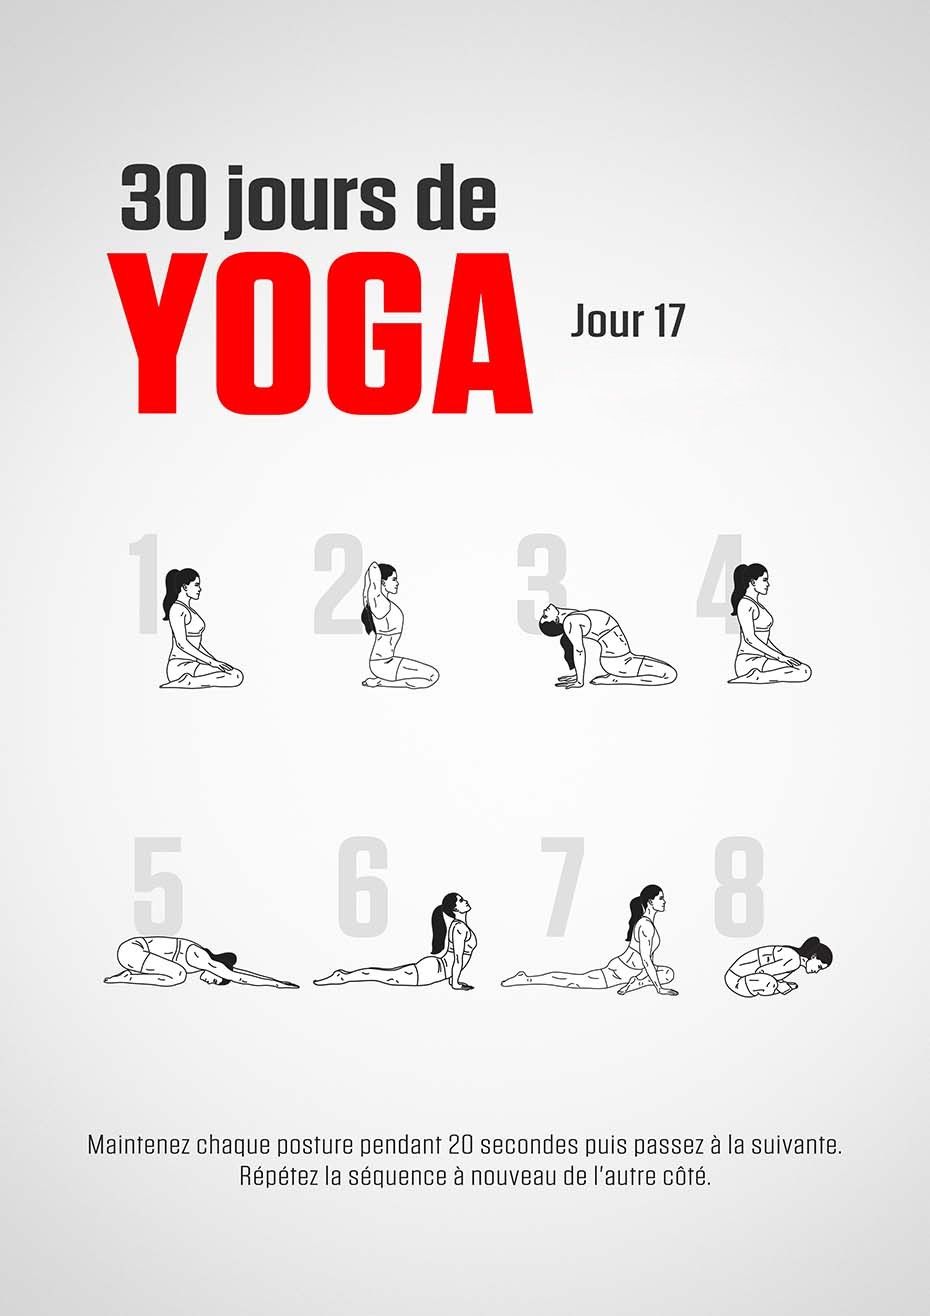 30 jours de
YOGA
Jour 17
1 2 3 4
5 6 7 8
Maintenez chaque posture pendant 20 secondes puis passez à la suivante.
Répétez la séquence à nouveau de l'autre côté.